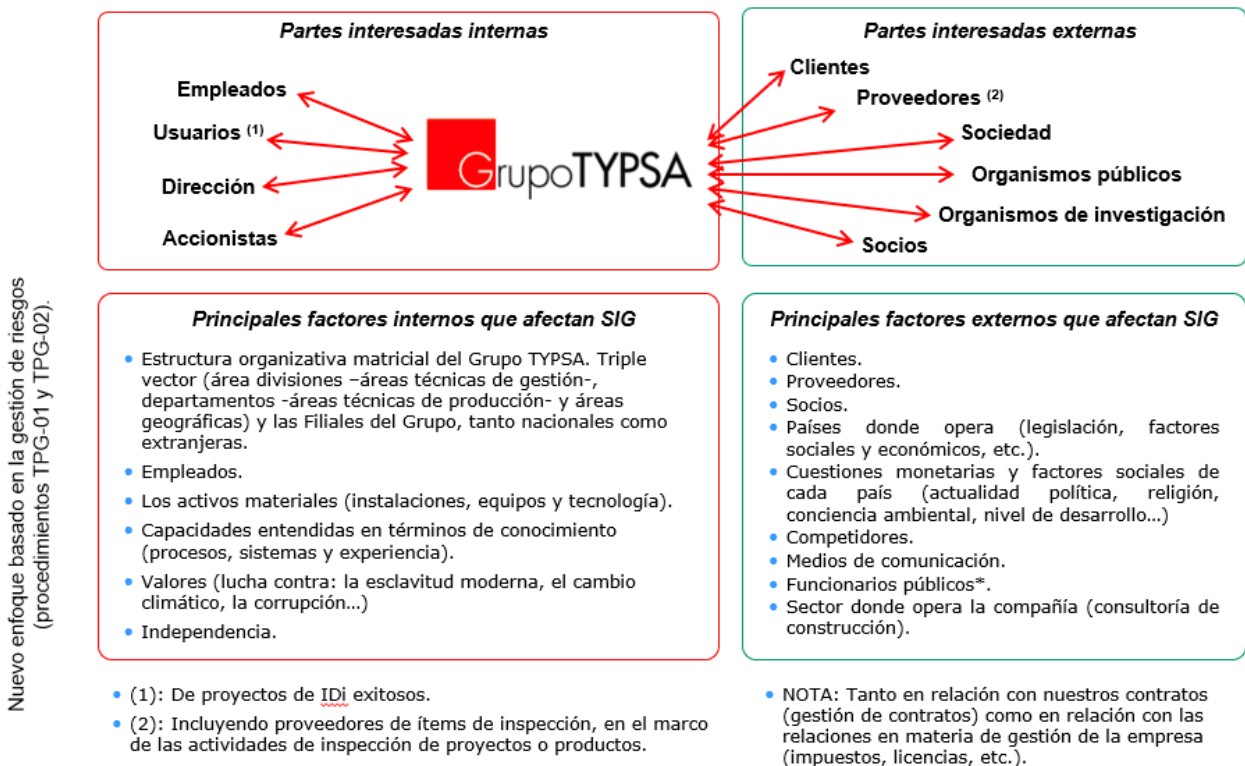 Nuevo enfoque basado en la gestión de riesgos
(procedimientos TPG-01 y TPG-02).
Partes interesadas internas
Empleados
Usuarios (1)
Dirección
Accionistas
GrupoTYPSA
Partes interesadas externas
Clientes
Proveedores (2)
Sociedad
Organismos públicos
Organismos de investigación
Socios
Principales factores internos que afectan SIG
• Estructura organizativa matricial del Grupo TYPSA. Triple
vector (área divisiones –áreas técnicas de gestión-,
departamentos -áreas técnicas de producción- y áreas
geográficas) y las Filiales del Grupo, tanto nacionales como
extranjeras.
• Empleados.
• Los activos materiales (instalaciones, equipos y tecnología).
• Capacidades entendidas en términos de conocimiento
(procesos, sistemas y experiencia).
• Valores (lucha contra: la esclavitud moderna, el cambio
climático, la corrupción…)
• Independencia.
Principales factores externos que afectan SIG
• Clientes.
• Proveedores.
• Socios.
• Países donde opera (legislación, factores
sociales y económicos, etc.).
• Cuestiones monetarias y factores sociales de
cada país (actualidad política, religión,
conciencia ambiental, nivel de desarrollo…)
• Competidores.
• Medios de comunicación.
• Funcionarios públicos*.
• Sector donde opera la compañía (consultoría de
construcción).
• (1): De proyectos de IDi exitosos.
• (2): Incluyendo proveedores de ítems de inspección, en el marco
de las actividades de inspección de proyectos o productos.
• NOTA: Tanto en relación con nuestros contratos
(gestión de contratos) como en relación con las
relaciones en materia de gestión de la empresa
(impuestos, licencias, etc.).